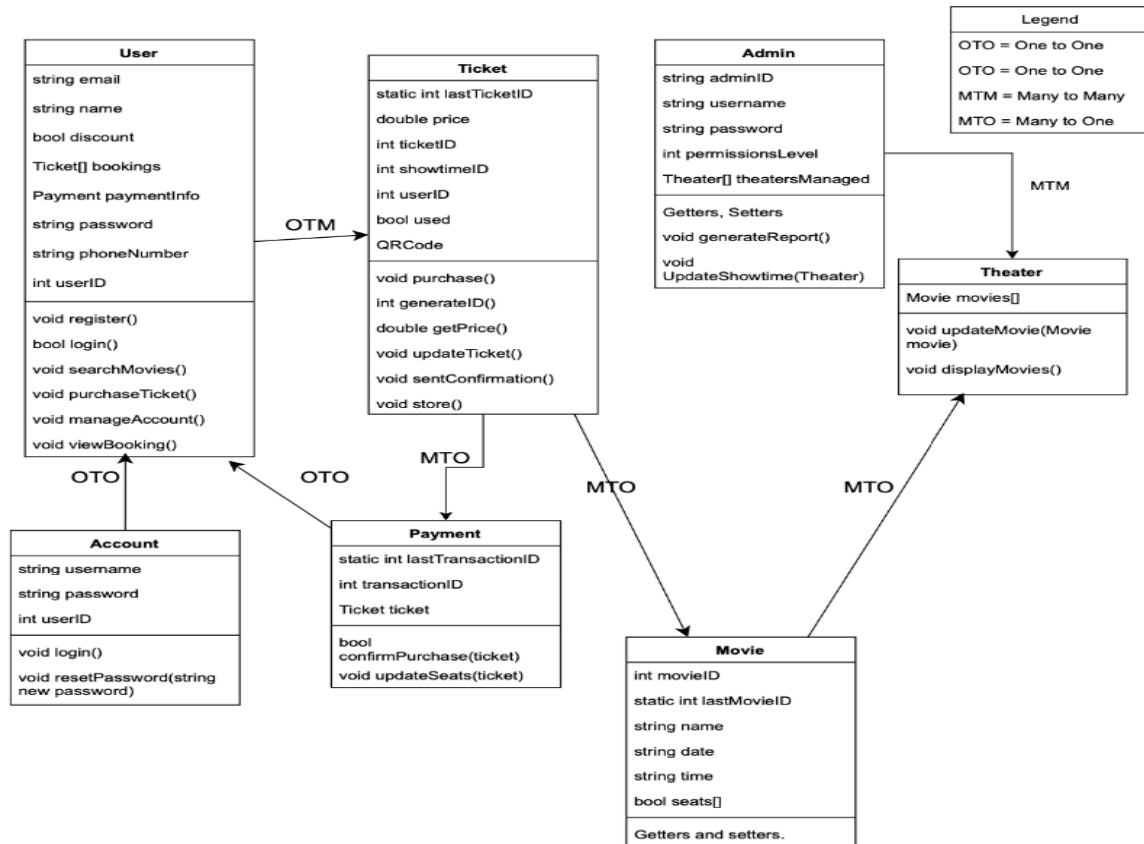 User
string email
string name
bool discount
Ticket[] bookings
Payment paymentInfo
string password
string phoneNumber
int userID
void register()
bool login()
void searchMovies()
void purchaseTicket()
void manageAccount()
void viewBooking()
OTM
Ticket
static int lastTicketID
double price
int ticketID
int showtimeID
int userID
bool used
QRCode
void purchase()
int generateID()
double getPrice()
void updateTicket()
void sentConfirmation()
void store()
Admin
string adminID
string username
string password
int permissionsLevel
Theater[] theatersManaged
Getters, Setters
void generateReport()
void
UpdateShowtime(Theater)
Legend
OTO = One to One
OTO = One to One
MTM = Many to Many
MTO = Many to One
MTM
Theater
Movie movies[]
void updateMovie(Movie
movie)
void displayMovies()
OTO
OTO
MTO
MTO
MTO
Account
string username
string password
int userID
void login()
void resetPassword(string
new password)
Payment
static int lastTransactionID
int transactionID
Ticket ticket
bool
confirmPurchase(ticket)
void updateSeats(ticket)
Movie
int movieID
static int lastMovieID
string name
string date
string time
bool seats[]
Getters and setters.